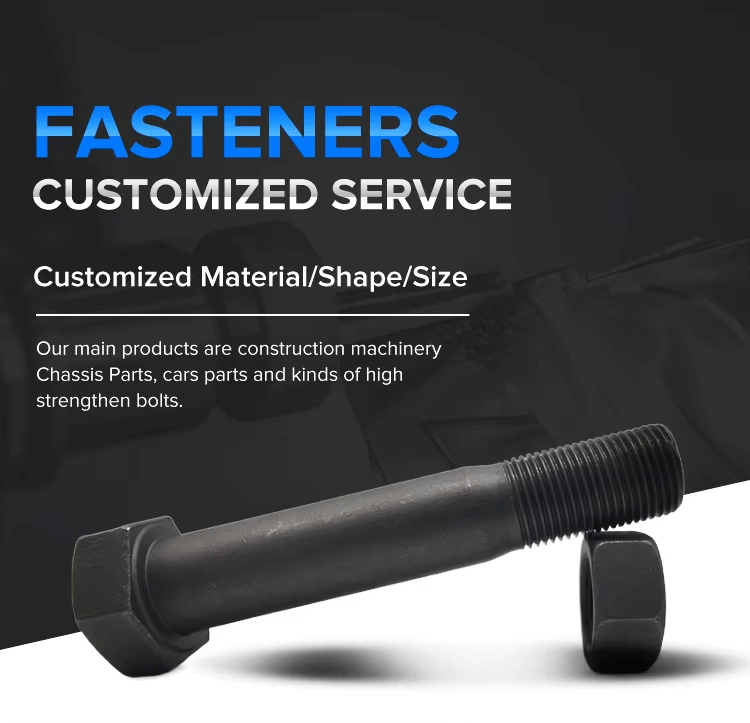 FASTENERS
CUSTOMIZED SERVICE
Customized Material/Shape/Size
Our main products are construction machinery
Chassis Parts, cars parts and kinds of high
strengthen bolts.